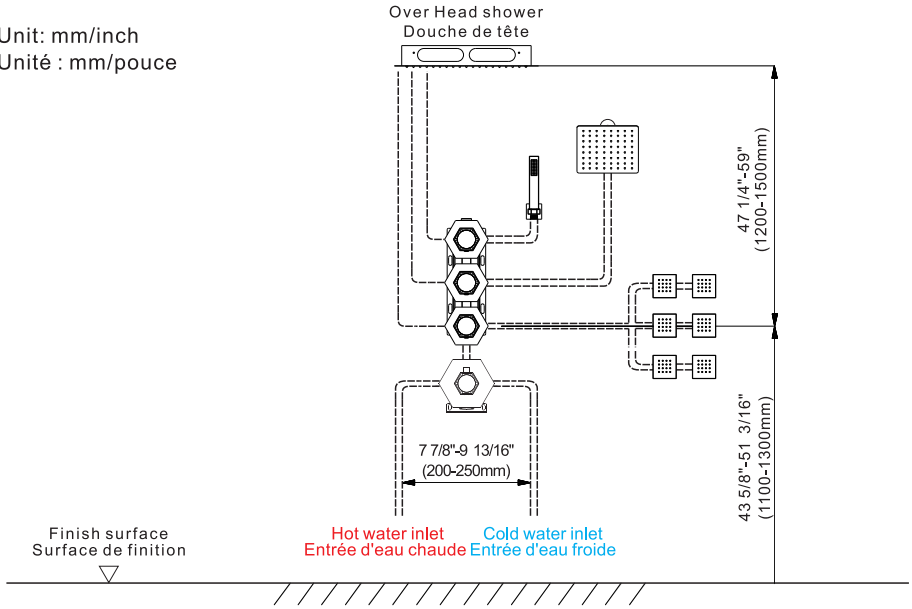 Over Head shower
Douche de tête
Unit: mm/inch
Unité : mm/pouce
47 1/4"-59"
(1200-1500mm)
7 7/8"-9 13/16"
(200-250mm)
43 5/8"-51 3/16"
(1100-1300mm)
Finish surface
Surface de finition
Hot water inlet
Entrée d'eau chaude
Cold water inlet
Entrée d'eau froide